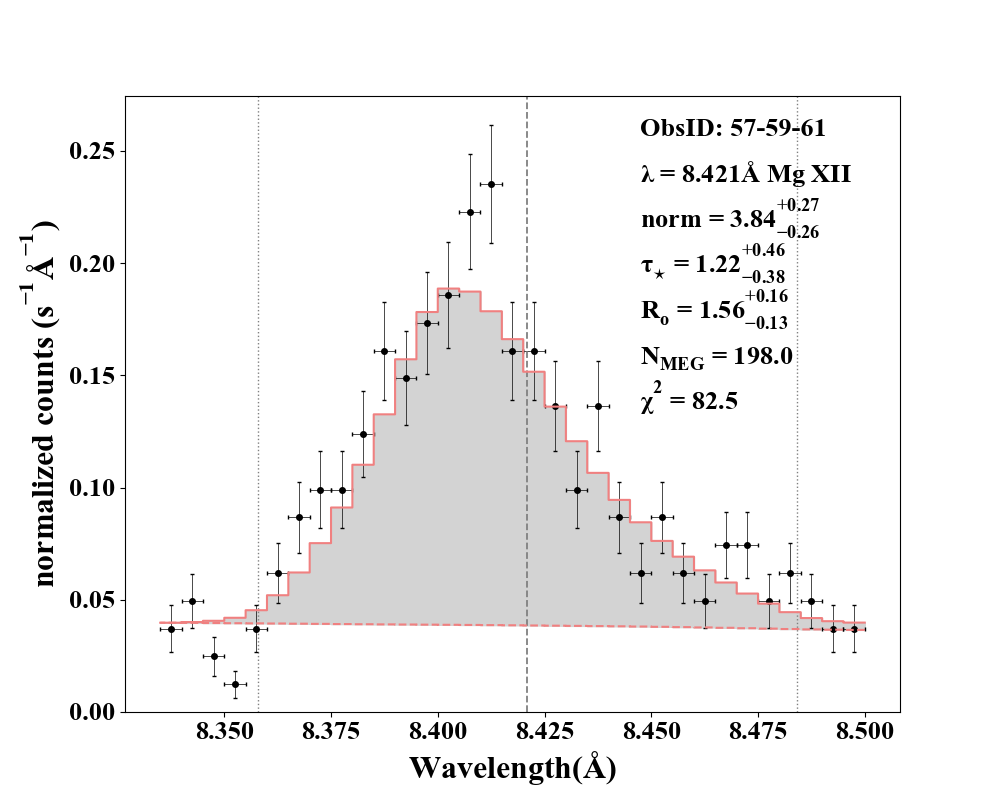 ObsID: 57-59-61
λ = 8.421Å Mg XII
norm = 3.84 +0.27 −0.26
τ⋆ = 1.22 +0.46 −0.38
Ro = 1.56 +0.16 −0.13
NMEG = 198.0
χ² = 82.5
normalized counts (s⁻¹ Å⁻¹)
0.25
0.20
0.15
0.10
0.05
0.00
8.350 8.375 8.400 8.425 8.450 8.475 8.500
Wavelength(Å)